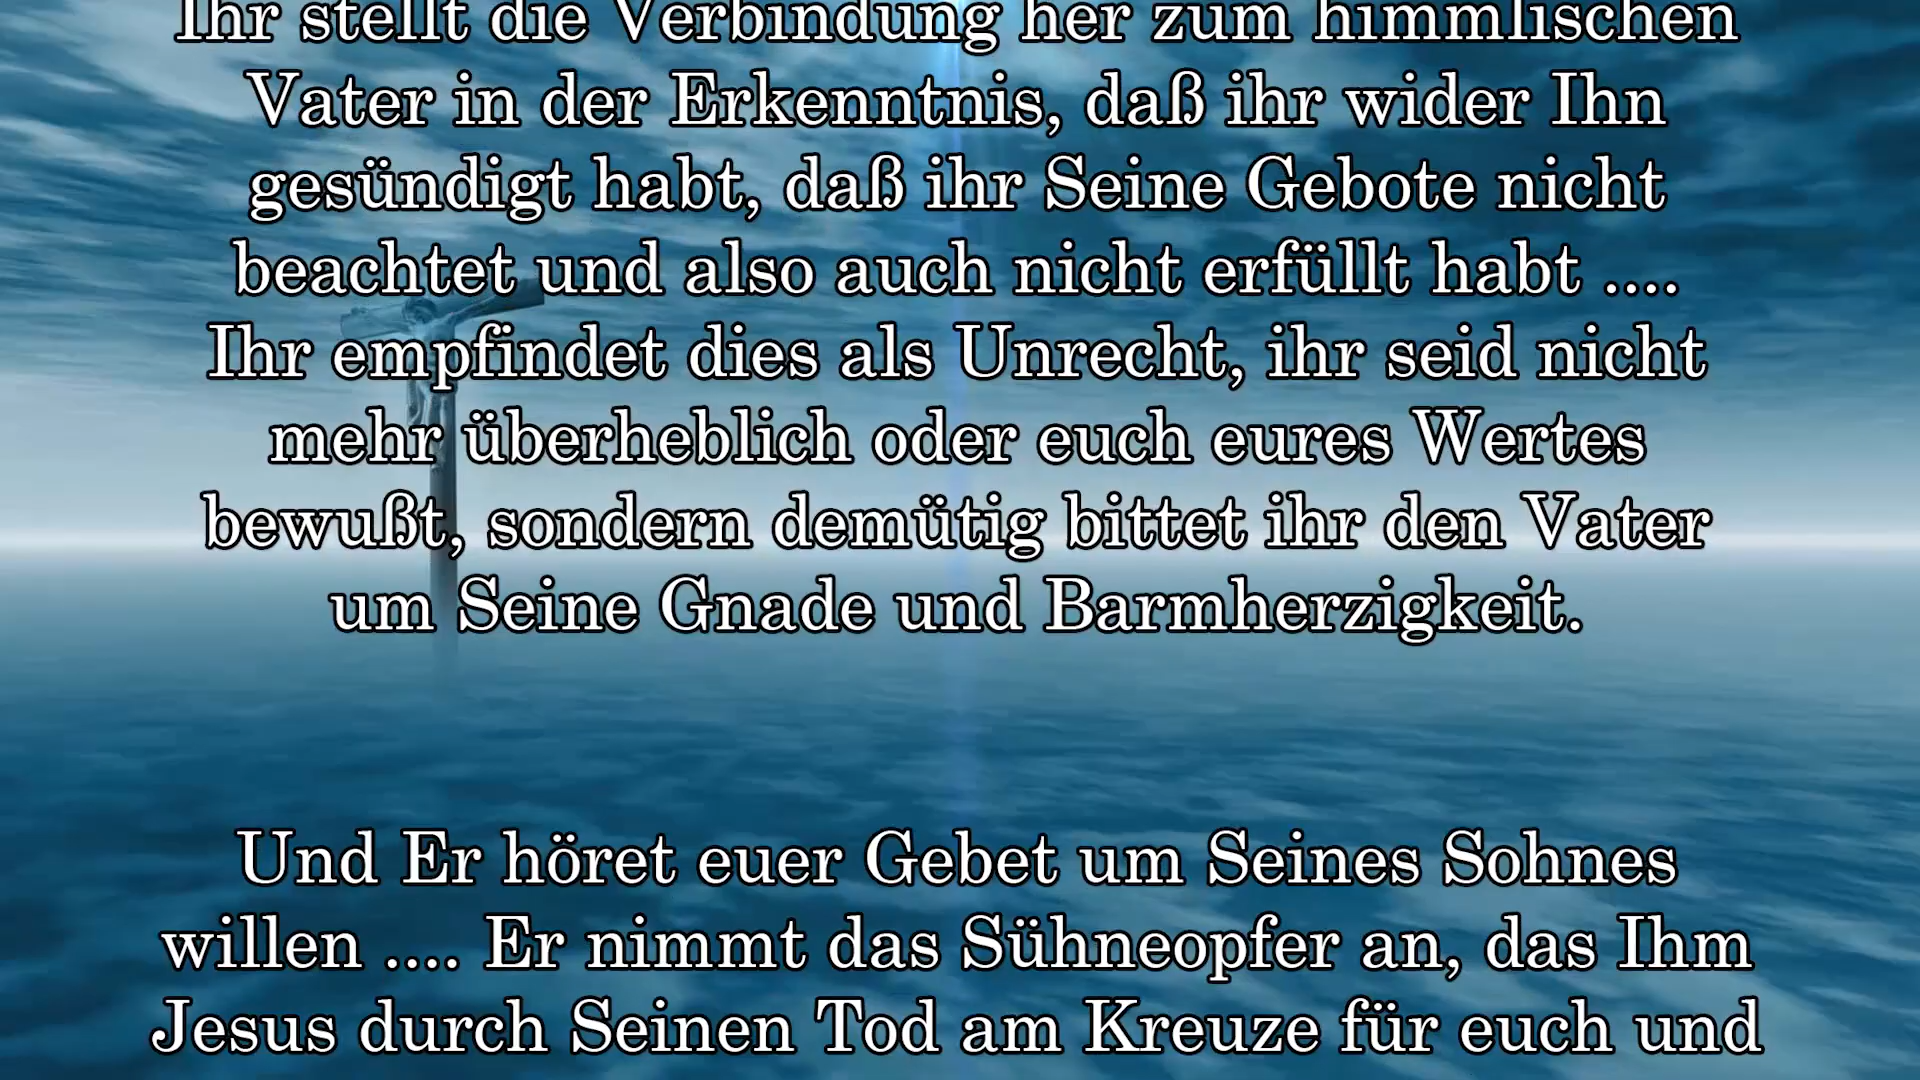 Ihr stellt die Verbindung her zum himmlischen
Vater in der Erkenntnis, daß ihr wider Ihn
gesündigt habt, daß ihr Seine Gebote nicht
beachtet und also auch nicht erfüllt habt ....
Ihr empfindet dies als Unrecht, ihr seid nicht
mehr überheblich oder euch eures Wertes
bewußt, sondern demütig bittet ihr den Vater
um Seine Gnade und Barmherzigkeit.
Und Er höret euer Gebet um Seines Sohnes
willen .... Er nimmt das Sühneopfer an, das Ihm
Jesus durch Seinen Tod am Kreuze für euch und